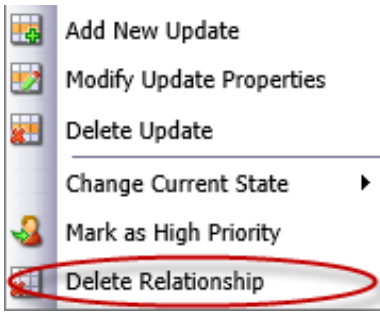 Add New Update
Modify Update Properties
Delete Update
Change Current State
Mark as High Priority
Delete Relationship